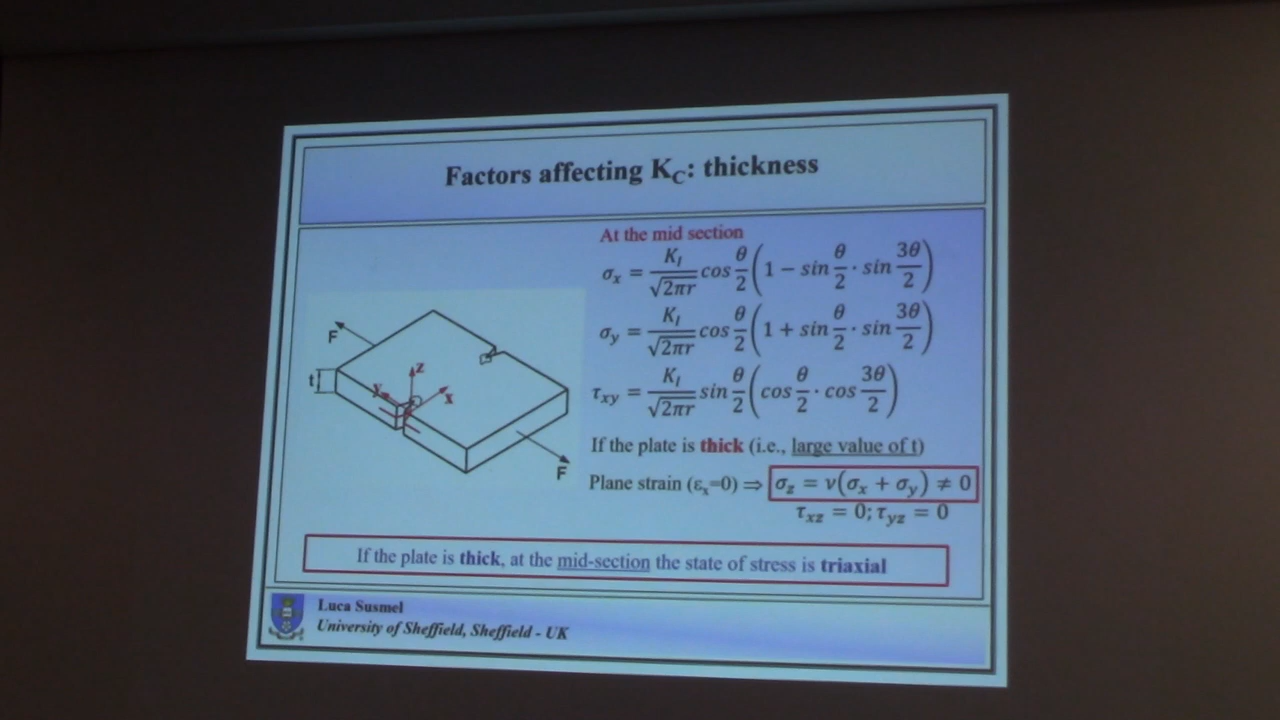 Factors affecting K_C: thickness
At the mid section
σ_x = K_I / √(2πr) cos θ/2 (1 − sin θ/2 · sin 3θ/2)
σ_y = K_I / √(2πr) cos θ/2 (1 + sin θ/2 · sin 3θ/2)
τ_xy = K_I / √(2πr) sin θ/2 (cos θ/2 · cos 3θ/2)
F
t
z
y
x
F
If the plate is thick (i.e., large value of t)
Plane strain (ε_x=0) ⇒ σ_z = ν(σ_x + σ_y) ≠ 0
τ_xz = 0; τ_yz = 0
If the plate is thick, at the mid-section the state of stress is triaxial
Luca Susmel
University of Sheffield, Sheffield - UK